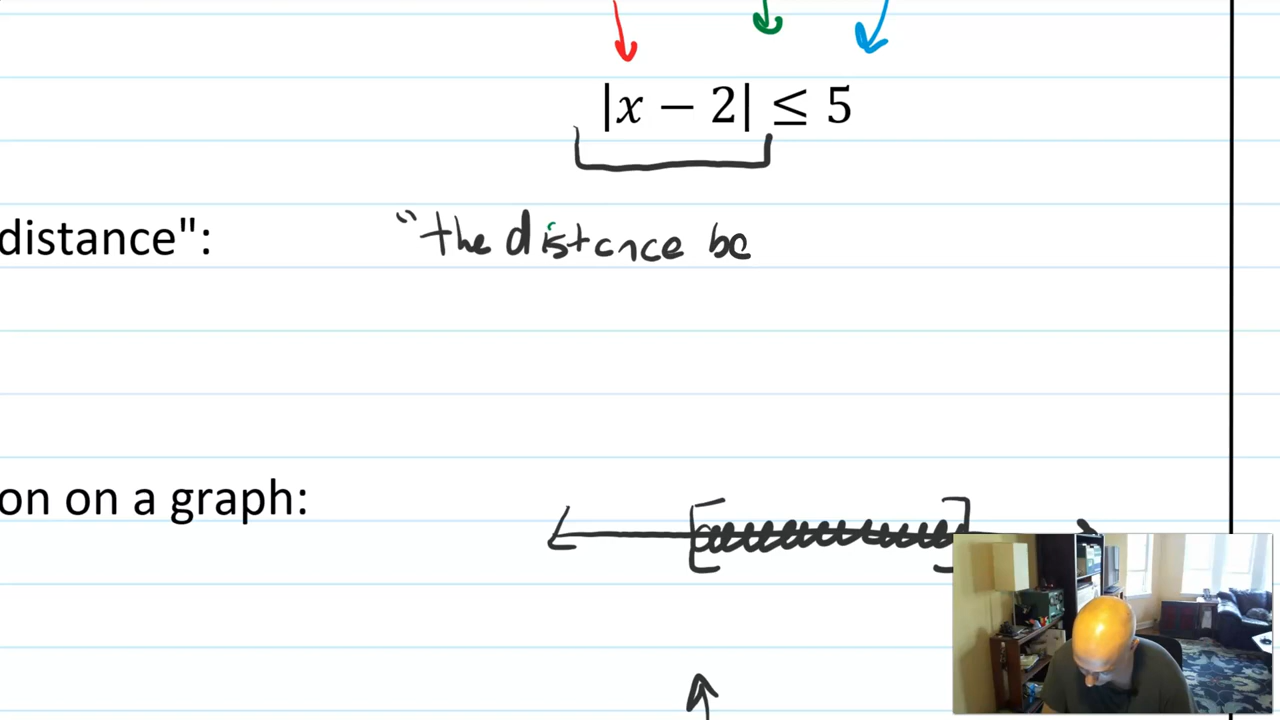 |x − 2| ≤ 5
distance": "the distance be
on on a graph: